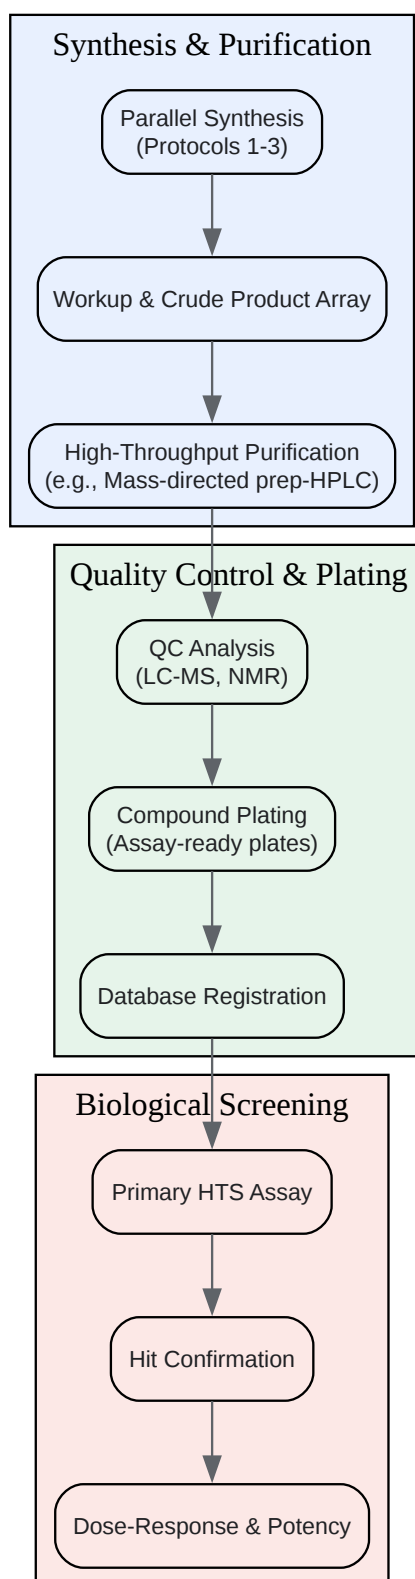 Synthesis & Purification
Parallel Synthesis
(Protocols 1-3)
Workup & Crude Product Array
High-Throughput Purification
(e.g., Mass-directed prep-HPLC)
Quality Control & Plating
QC Analysis
(LC-MS, NMR)
Compound Plating
(Assay-ready plates)
Database Registration
Biological Screening
Primary HTS Assay
Hit Confirmation
Dose-Response & Potency